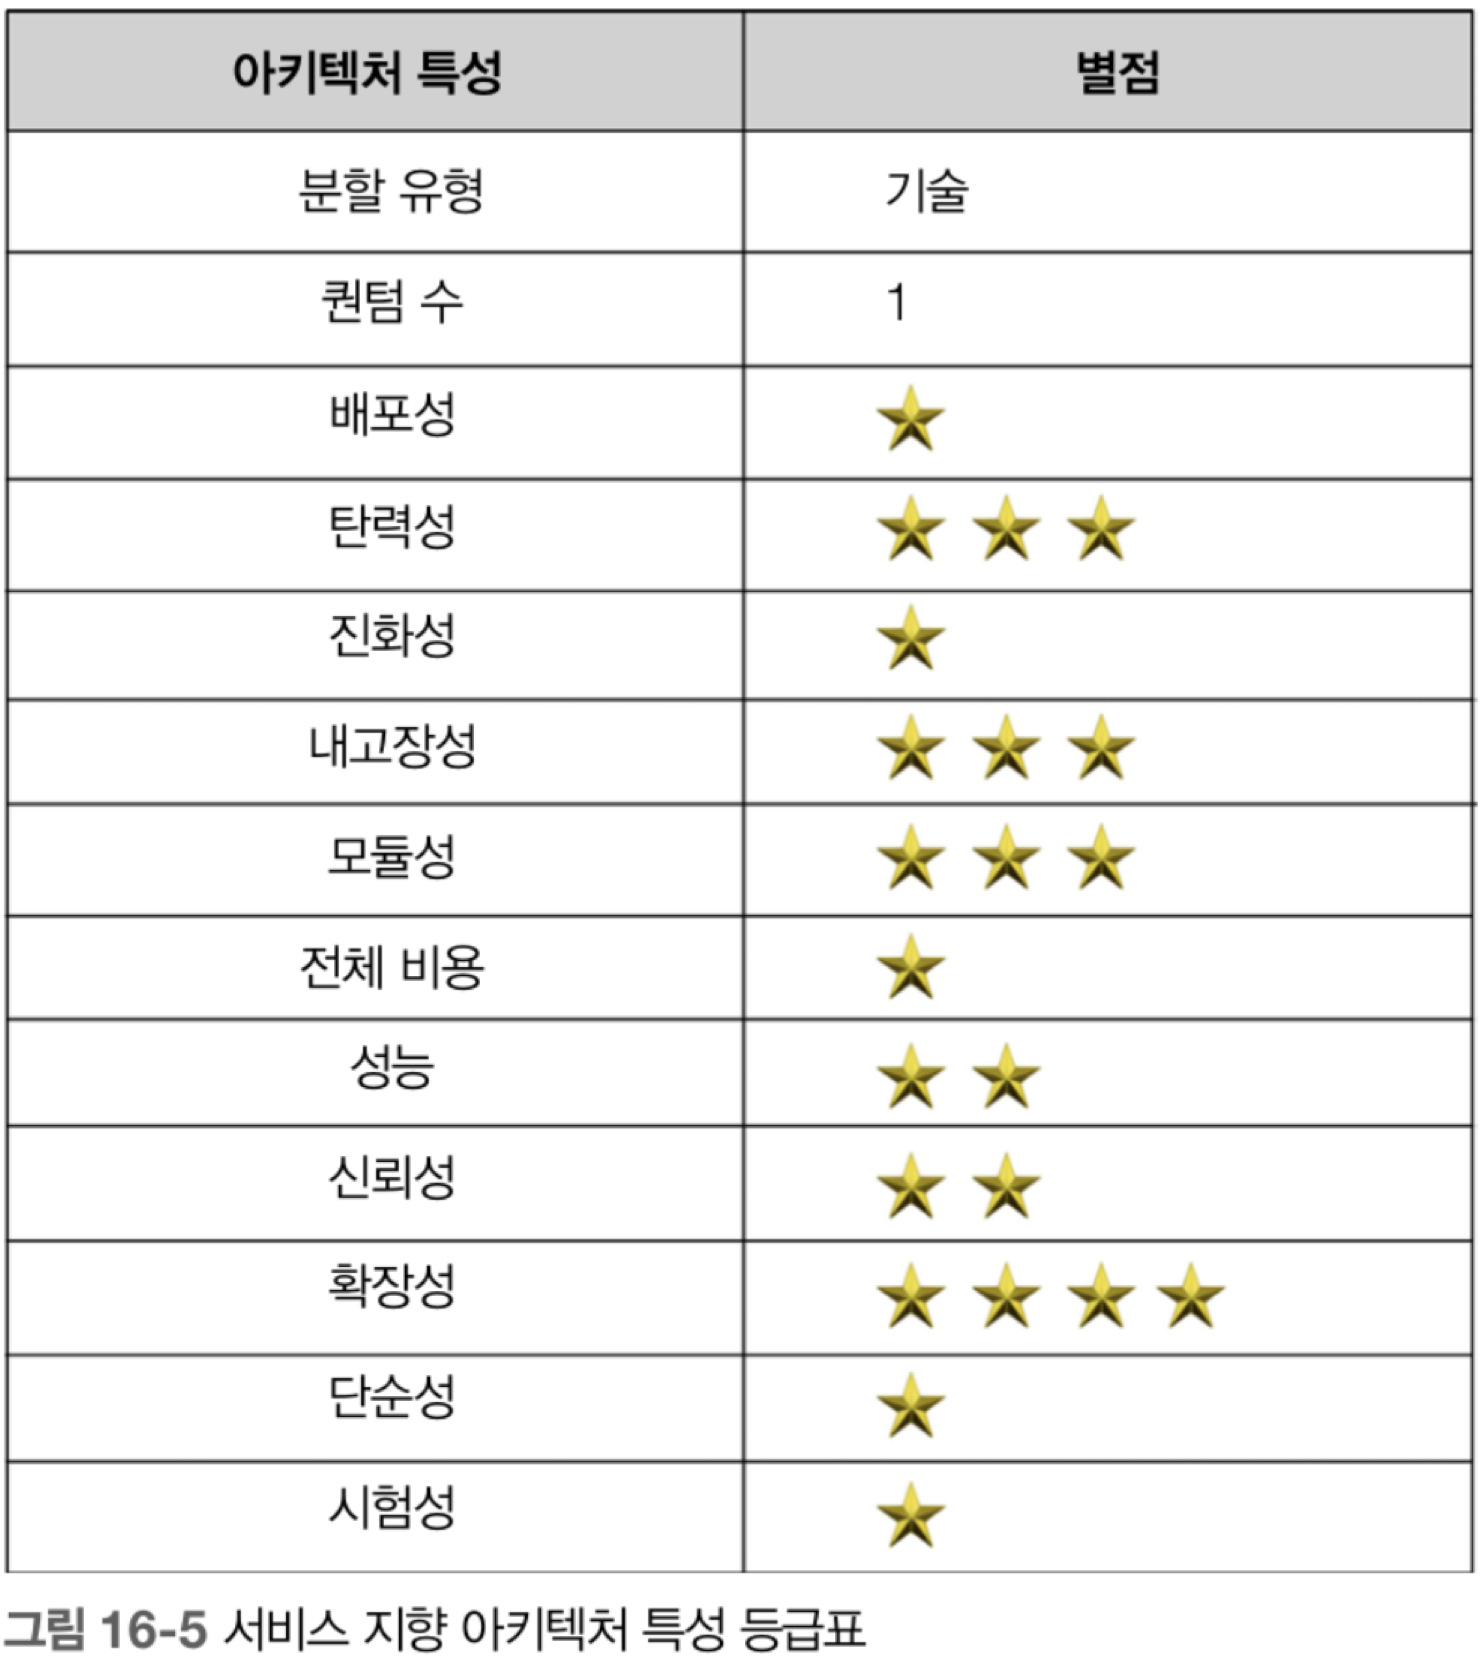 아키텍처 특성 별점
분할 유형 기술
퀀텀 수 1
배포성
탄력성
진화성
내고장성
모듈성
전체 비용
성능
신뢰성
확장성
단순성
시험성
그림 16-5 서비스 지향 아키텍처 특성 등급표